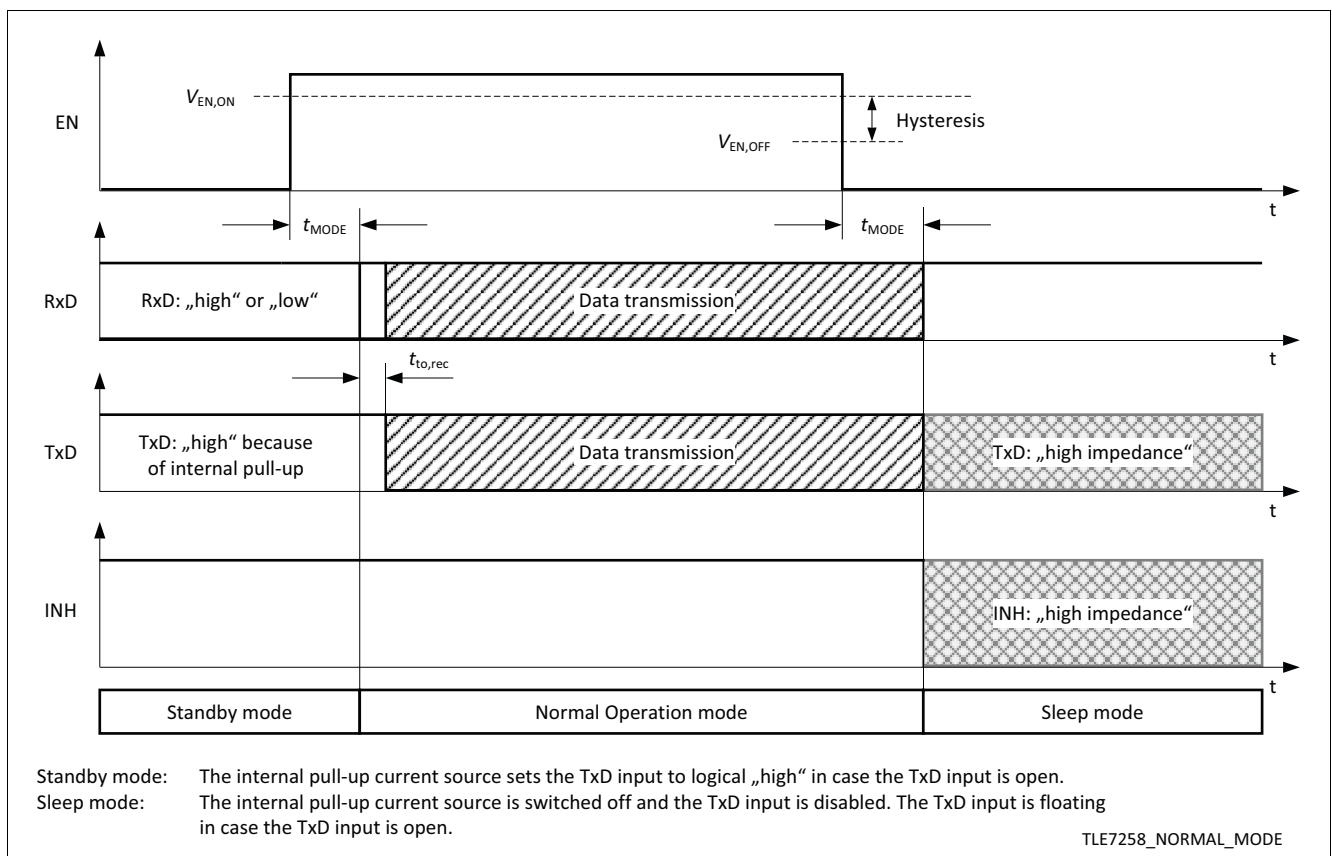 EN
V_EN,ON
V_EN,OFF
Hysteresis
t
t_MODE
t_MODE
RxD
RxD: „high“ or „low“
Data transmission
t
t_to,rec
TxD
TxD: „high“ because
of internal pull-up
Data transmission
TxD: „high impedance“
t
INH
INH: „high impedance“
t
Standby mode
Normal Operation mode
Sleep mode
Standby mode: The internal pull-up current source sets the TxD input to logical „high“ in case the TxD input is open.
Sleep mode: The internal pull-up current source is switched off and the TxD input is disabled. The TxD input is floating
in case the TxD input is open.
TLE7258_NORMAL_MODE